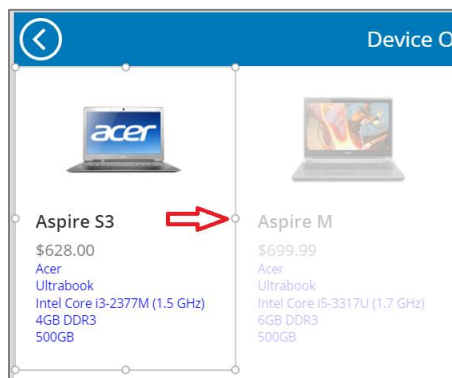 Device O
acer
Aspire S3
$628.00
Acer
Ultrabook
Intel Core i3-2377M (1.5 GHz)
4GB DDR3
500GB
Aspire M
$699.99
Acer
Ultrabook
Intel Core i5-3317U (1.7 GHz)
6GB DDR3
500GB